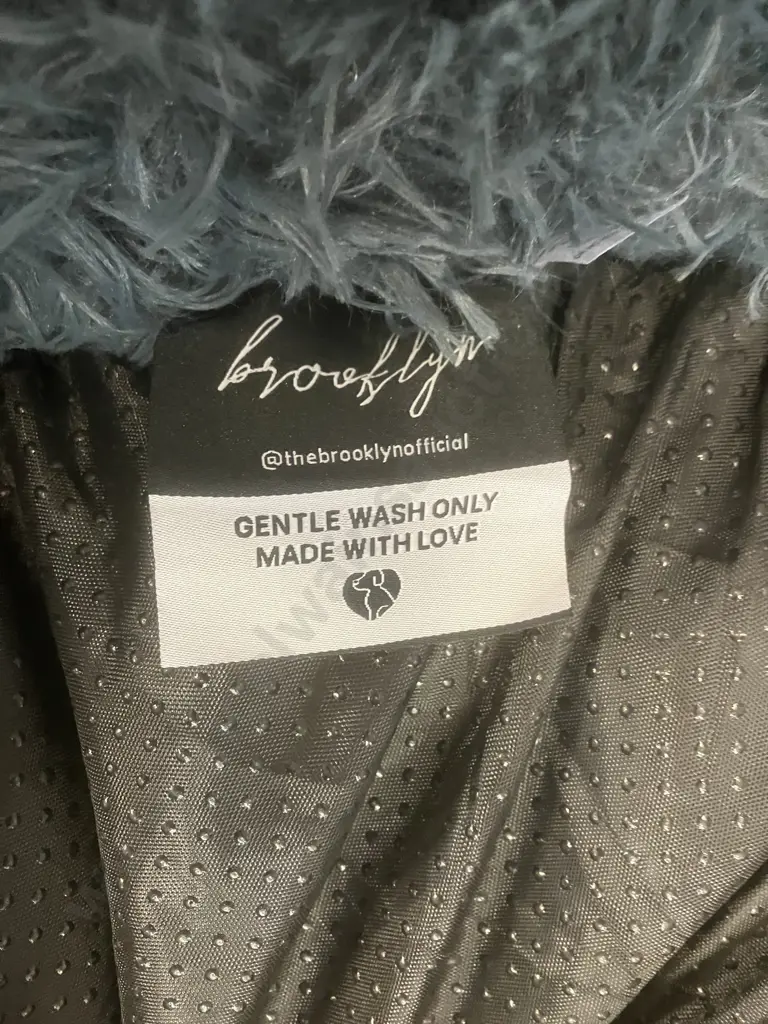 brooklyn
@thebrooklynofficial
GENTLE WASH ONLY
MADE WITH LOVE